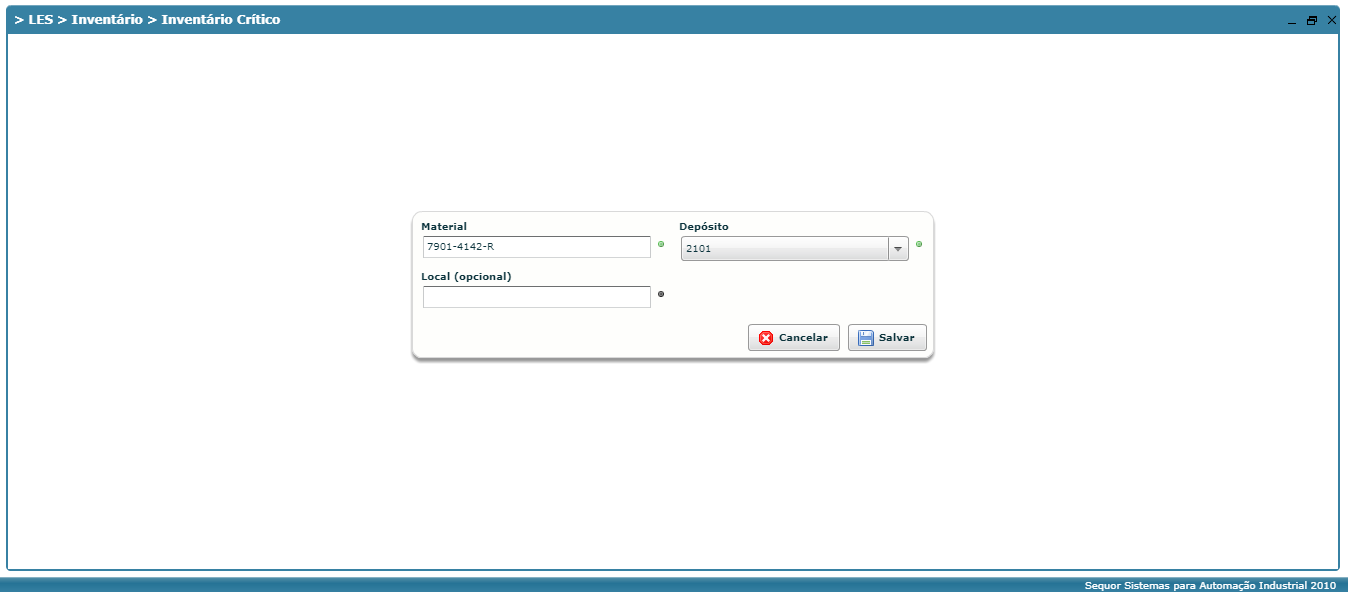 > LES > Inventário > Inventário Crítico
Material
Depósito
7901-4142-R
2101
Local (opcional)
Cancelar
Salvar
Sequor Sistemas para Automação Industrial 2010